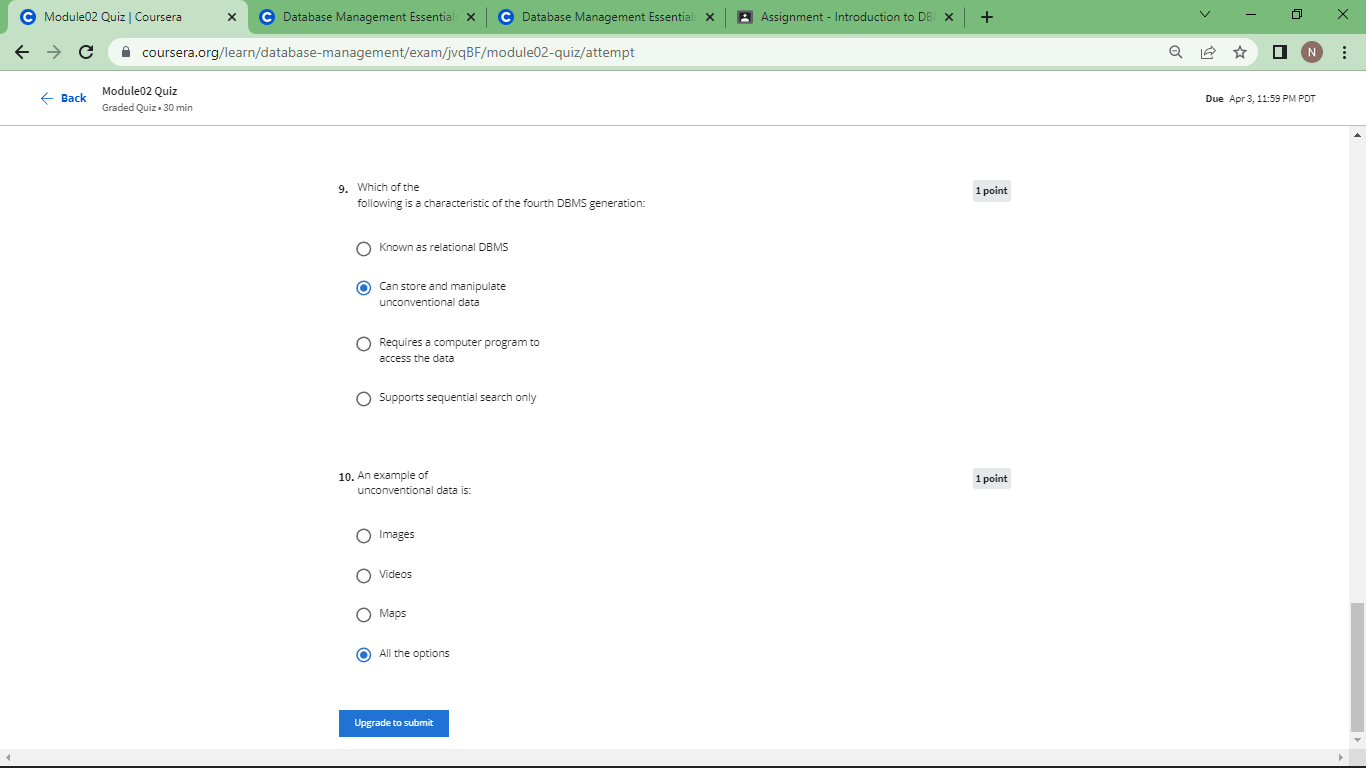 Module02 Quiz | Coursera
Database Management Essential
Database Management Essential
Assignment - Introduction to DB
coursera.org/learn/database-management/exam/jvqBF/module02-quiz/attempt
N
Back
Module02 Quiz
Graded Quiz • 30 min
Due Apr 3, 11:59 PM PDT
9. Which of the
following is a characteristic of the fourth DBMS generation:
1 point
Known as relational DBMS
Can store and manipulate
unconventional data
Requires a computer program to
access the data
Supports sequential search only
10. An example of
unconventional data is:
1 point
Images
Videos
Maps
All the options
Upgrade to submit